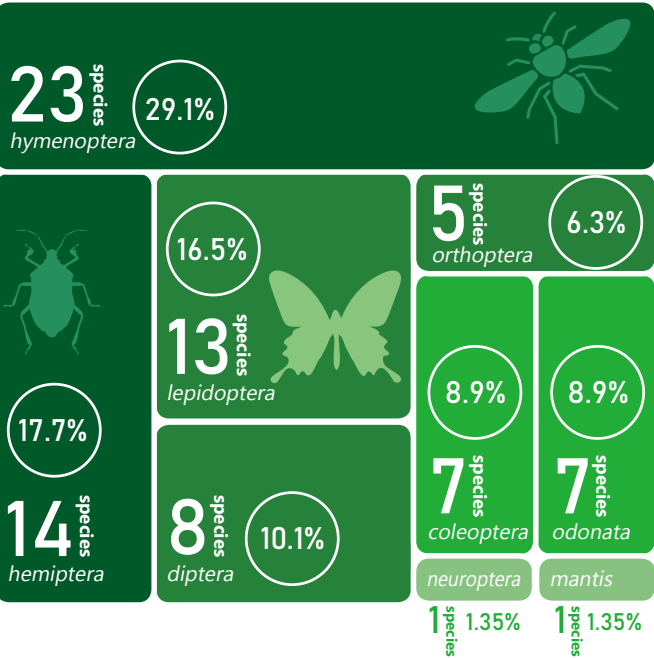 23 species
29.1%
hymenoptera
17.7%
14 species
hemiptera
16.5%
13 species
lepidoptera
8 species
10.1%
diptera
5 species
6.3%
orthoptera
8.9%
7 species
coleoptera
8.9%
7 species
odonata
neuroptera
1 species 1.35%
mantis
1 species 1.35%